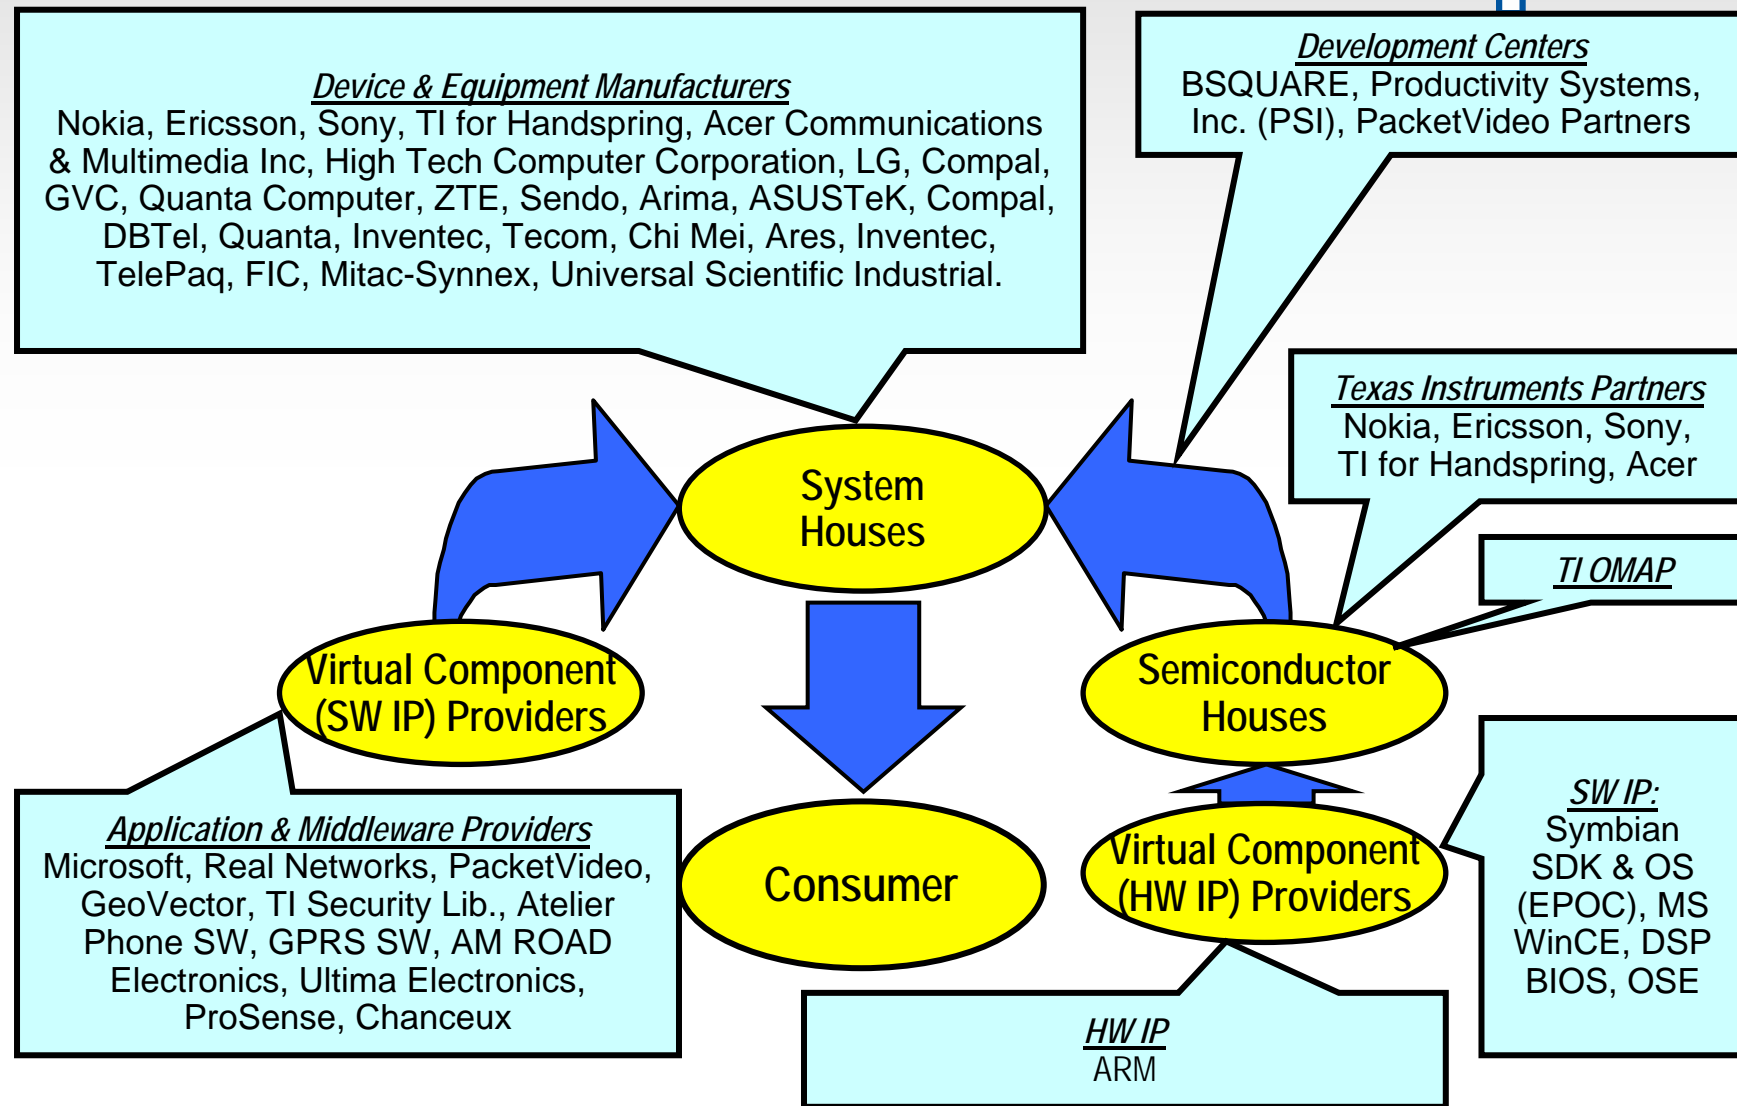 Device & Equipment Manufacturers
Nokia, Ericsson, Sony, TI for Handspring, Acer Communications
& Multimedia Inc, High Tech Computer Corporation, LG, Compal,
GVC, Quanta Computer, ZTE, Sendo, Arima, ASUSTeK, Compal,
DBTel, Quanta, Inventec, Tecom, Chi Mei, Ares, Inventec,
TelePaq, FIC, Mitac-Synnex, Universal Scientific Industrial.
Development Centers
BSQUARE, Productivity Systems,
Inc. (PSI), PacketVideo Partners
Texas Instruments Partners
Nokia, Ericsson, Sony,
TI for Handspring, Acer
TI OMAP
System
Houses
Virtual Component
(SW IP) Providers
Semiconductor
Houses
Consumer
Virtual Component
(HW IP) Providers
Application & Middleware Providers
Microsoft, Real Networks, PacketVideo,
GeoVector, TI Security Lib., Atelier
Phone SW, GPRS SW, AM ROAD
Electronics, Ultima Electronics,
ProSense, Chanceux
SW IP:
Symbian
SDK & OS
(EPOC), MS
WinCE, DSP
BIOS, OSE
HW IP
ARM